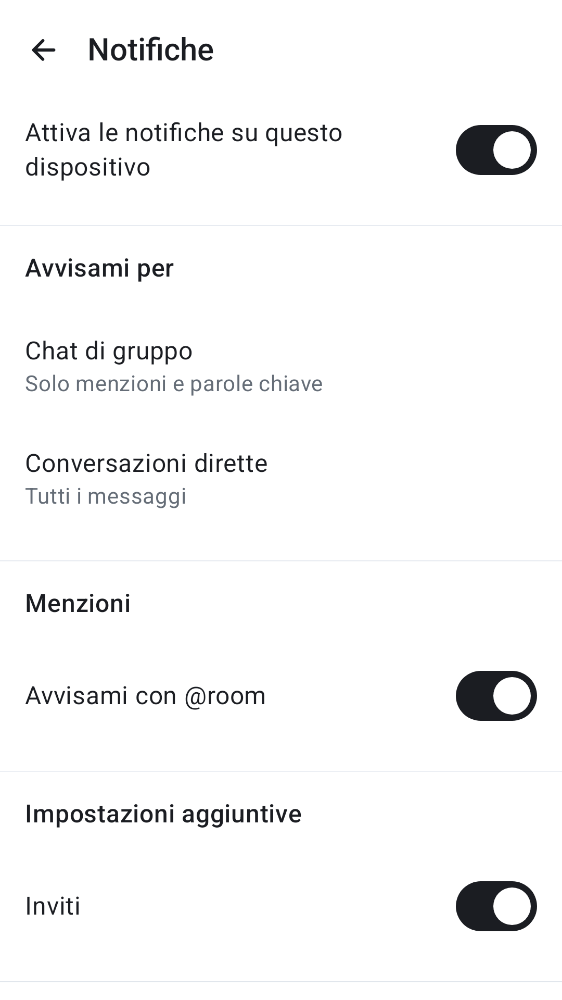 Notifiche
Attiva le notifiche su questo
dispositivo
Avvisami per
Chat di gruppo
Solo menzioni e parole chiave
Conversazioni dirette
Tutti i messaggi
Menzioni
Avvisami con @room
Impostazioni aggiuntive
Inviti